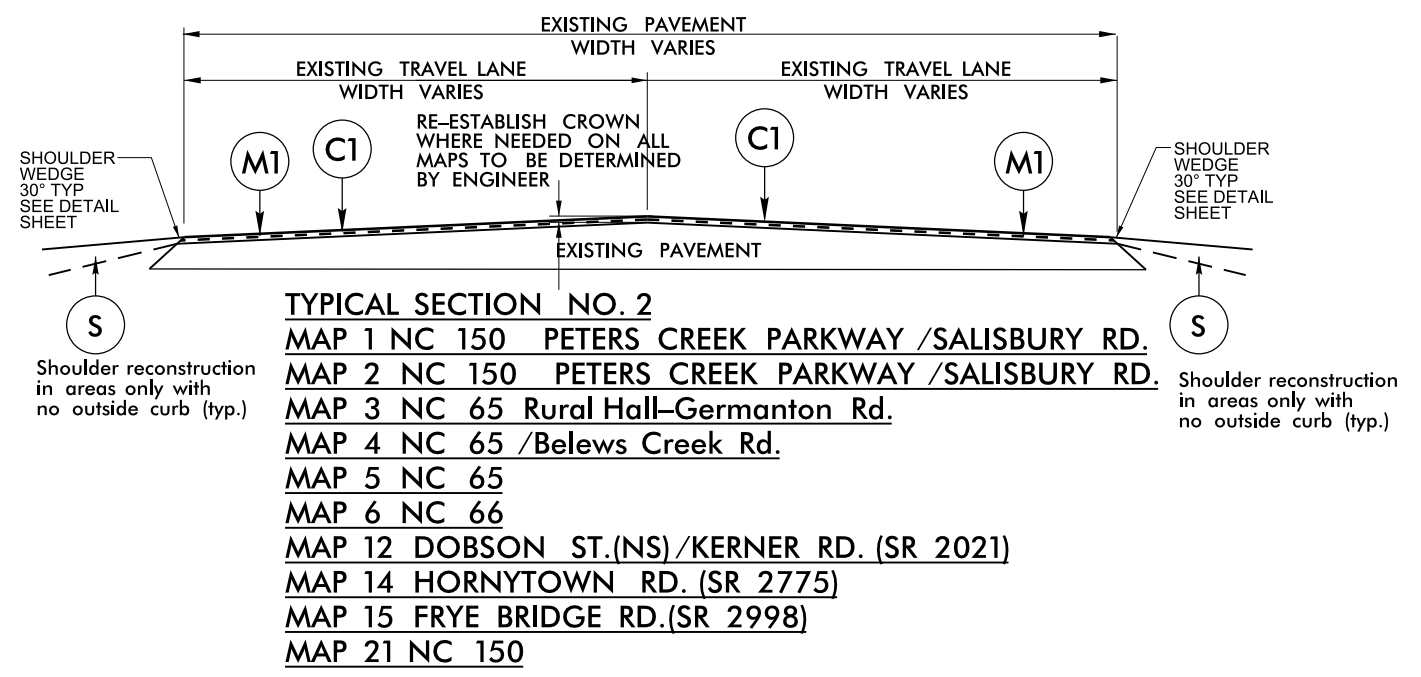 EXISTING PAVEMENT
WIDTH VARIES
EXISTING TRAVEL LANE
WIDTH VARIES
EXISTING TRAVEL LANE
WIDTH VARIES
RE–ESTABLISH CROWN
WHERE NEEDED ON ALL
MAPS TO BE DETERMINED
BY ENGINEER
SHOULDER
WEDGE
30° TYP
SEE DETAIL
SHEET
M1
C1
C1
M1
SHOULDER
WEDGE
30° TYP
SEE DETAIL
SHEET
EXISTING PAVEMENT
S
Shoulder reconstruction
in areas only with
no outside curb (typ.)
S
Shoulder reconstruction
in areas only with
no outside curb (typ.)
TYPICAL SECTION NO. 2
MAP 1 NC 150 PETERS CREEK PARKWAY /SALISBURY RD.
MAP 2 NC 150 PETERS CREEK PARKWAY /SALISBURY RD.
MAP 3 NC 65 Rural Hall–Germanton Rd.
MAP 4 NC 65 /Belews Creek Rd.
MAP 5 NC 65
MAP 6 NC 66
MAP 12 DOBSON ST.(NS)/KERNER RD. (SR 2021)
MAP 14 HORNYTOWN RD. (SR 2775)
MAP 15 FRYE BRIDGE RD.(SR 2998)
MAP 21 NC 150